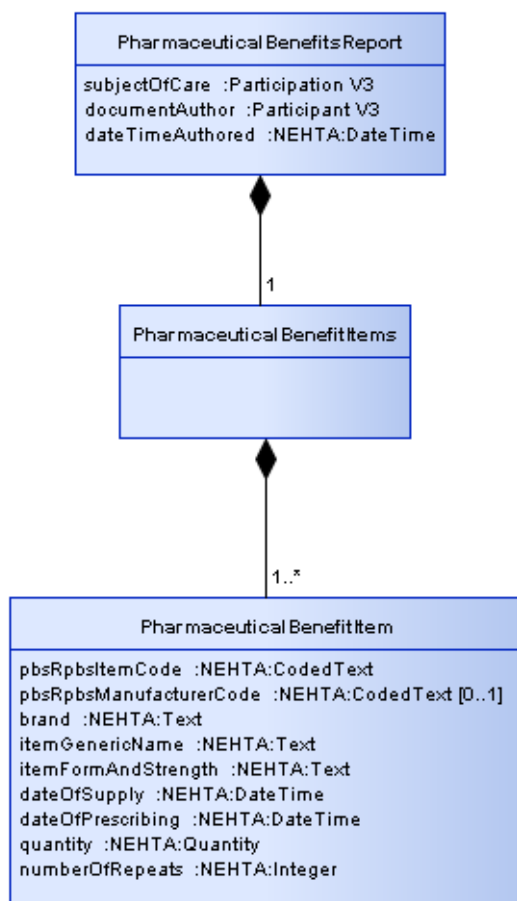 PharmaceuticalBenefitsReport
subjectOfCare :Participation V3
documentAuthor :Participant V3
dateTimeAuthored :NEHTA:DateTime
1
PharmaceuticalBenefitItems
1..*
PharmaceuticalBenefitItem
pbsRpbsItemCode :NEHTA:CodedText
pbsRpbsManufacturerCode :NEHTA:CodedText [0..1]
brand :NEHTA:Text
itemGenericName :NEHTA:Text
itemFormAndStrength :NEHTA:Text
dateOfSupply :NEHTA:DateTime
dateOfPrescribing :NEHTA:DateTime
quantity :NEHTA:Quantity
numberOfRepeats :NEHTA:Integer